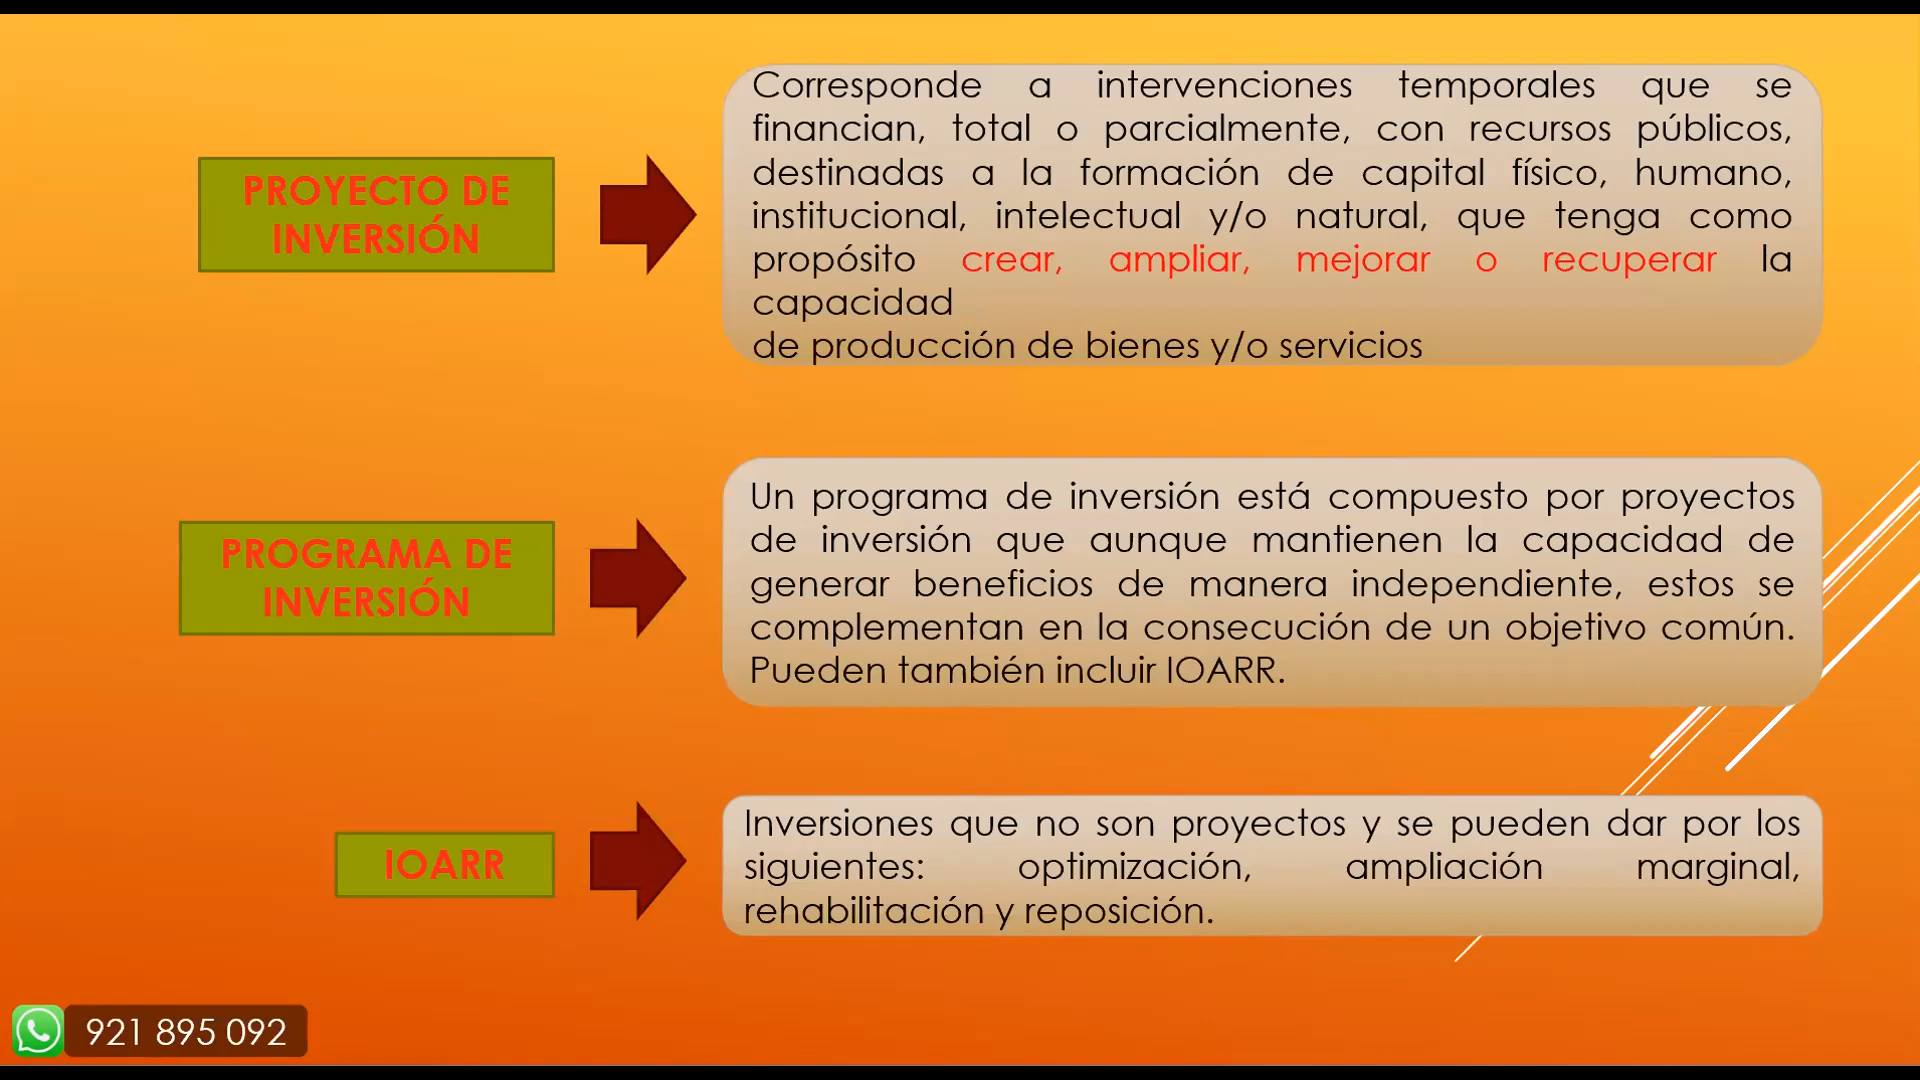 PROYECTO DE
INVERSIÓN
Corresponde a intervenciones temporales que se
financian, total o parcialmente, con recursos públicos,
destinadas a la formación de capital físico, humano,
institucional, intelectual y/o natural, que tenga como
propósito crear, ampliar, mejorar o recuperar la
capacidad
de producción de bienes y/o servicios
PROGRAMA DE
INVERSIÓN
Un programa de inversión está compuesto por proyectos
de inversión que aunque mantienen la capacidad de
generar beneficios de manera independiente, estos se
complementan en la consecución de un objetivo común.
Pueden también incluir IOARR.
IOARR
Inversiones que no son proyectos y se pueden dar por los
siguientes: optimización, ampliación marginal,
rehabilitación y reposición.
921 895 092